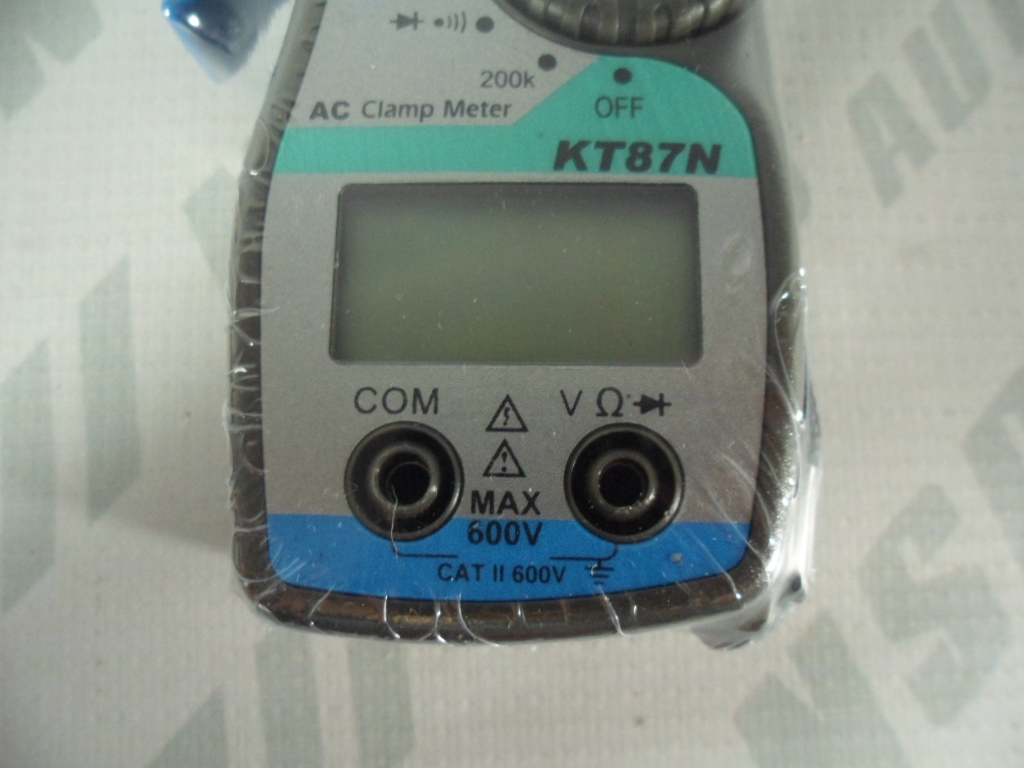 200k
OFF
AC Clamp Meter
KT87N
COM
V Ω
MAX
600V
CAT II 600V